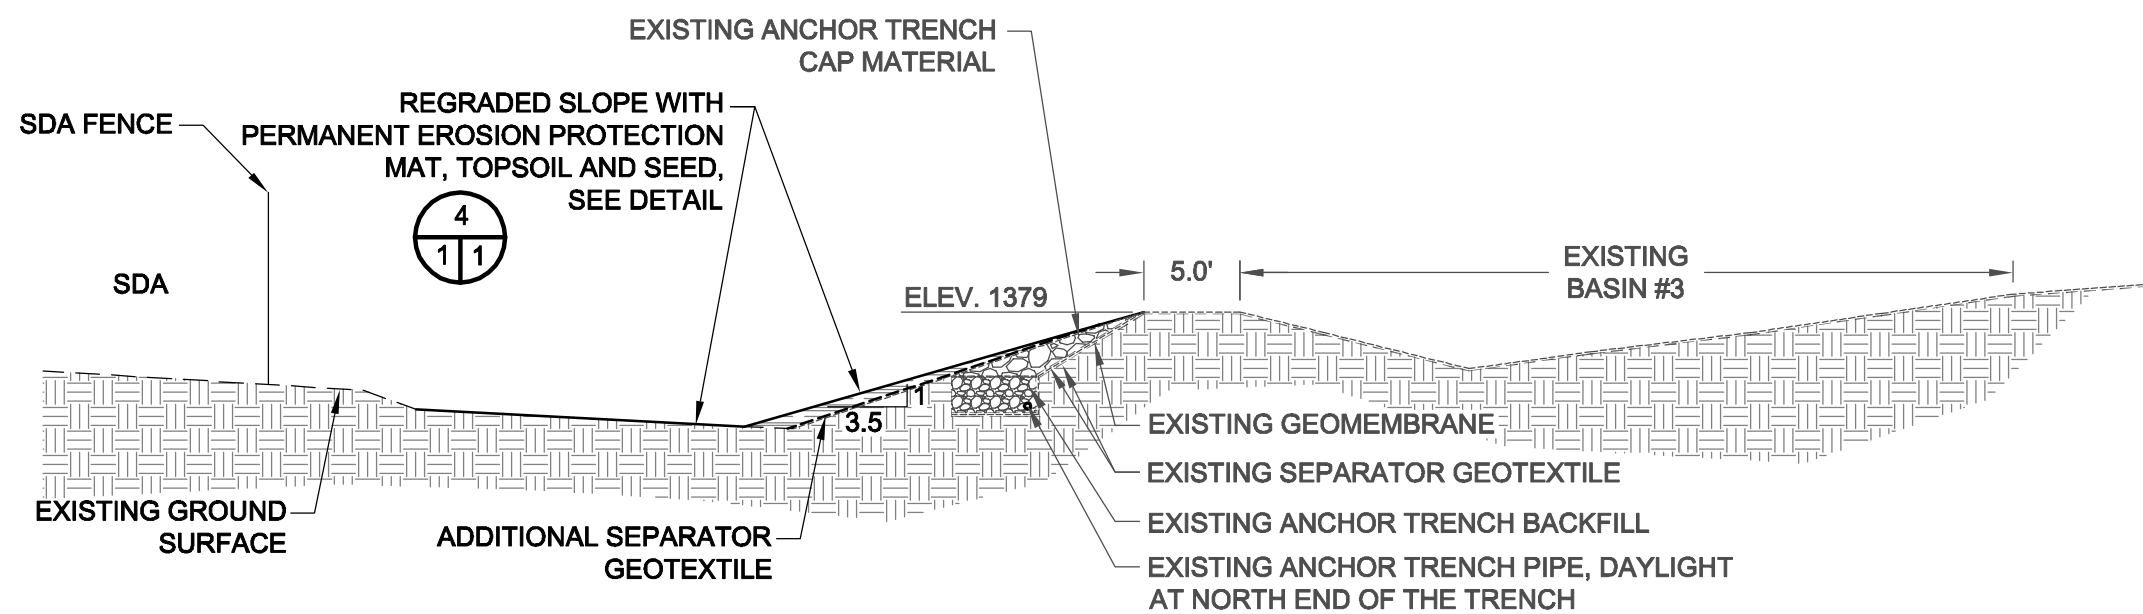 EXISTING ANCHOR TRENCH
CAP MATERIAL
REGRADED SLOPE WITH
PERMANENT EROSION PROTECTION
MAT, TOPSOIL AND SEED,
SEE DETAIL
SDA FENCE
4
1 1
SDA
5.0'
EXISTING
BASIN #3
ELEV. 1379
1
3.5
EXISTING GEOMEMBRANE
EXISTING SEPARATOR GEOTEXTILE
EXISTING GROUND
SURFACE
ADDITIONAL SEPARATOR
GEOTEXTILE
EXISTING ANCHOR TRENCH BACKFILL
EXISTING ANCHOR TRENCH PIPE, DAYLIGHT
AT NORTH END OF THE TRENCH